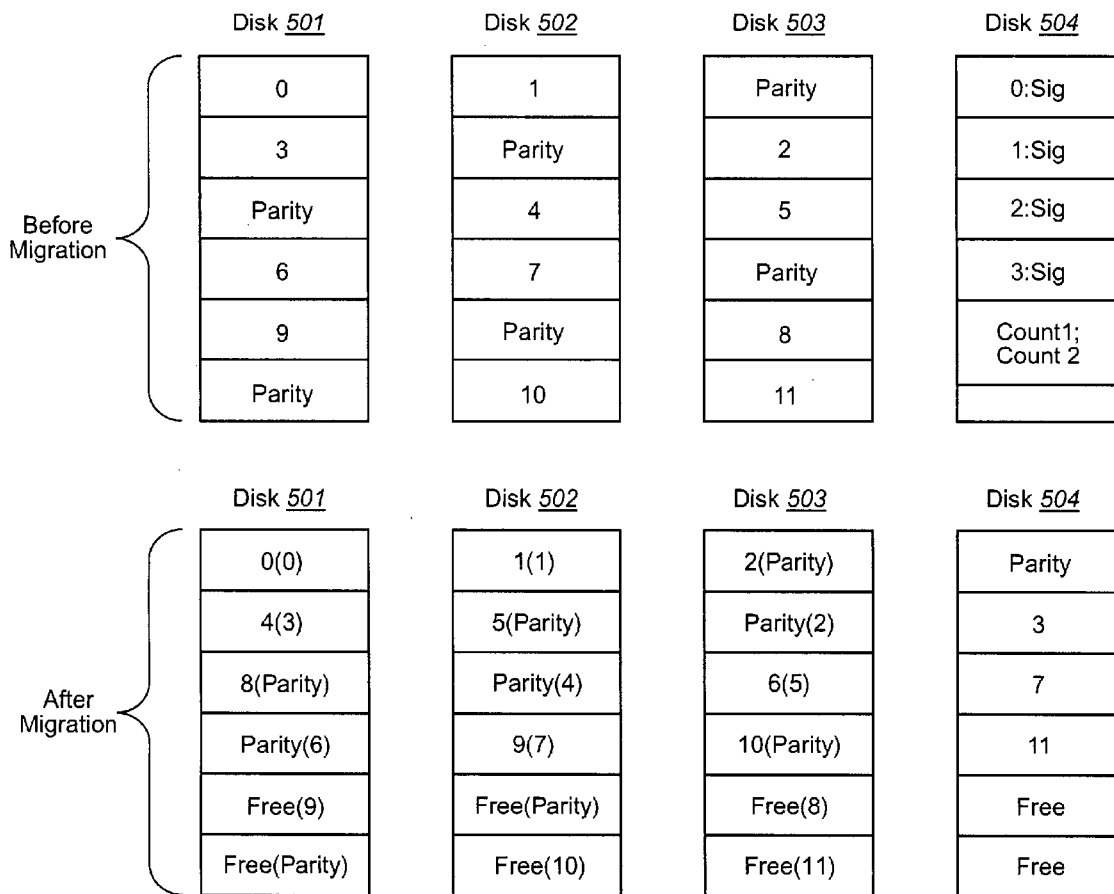 Disk 501 Disk 502 Disk 503 Disk 504
0 1 Parity 0:Sig
3 Parity 2 1:Sig
Parity 4 5 2:Sig
Before
Migration
6 7 Parity 3:Sig
9 Parity 8 Count1;
Count 2
Parity 10 11
Disk 501 Disk 502 Disk 503 Disk 504
0(0) 1(1) 2(Parity) Parity
4(3) 5(Parity) Parity(2) 3
8(Parity) Parity(4) 6(5) 7
After
Migration
Parity(6) 9(7) 10(Parity) 11
Free(9) Free(Parity) Free(8) Free
Free(Parity) Free(10) Free(11) Free